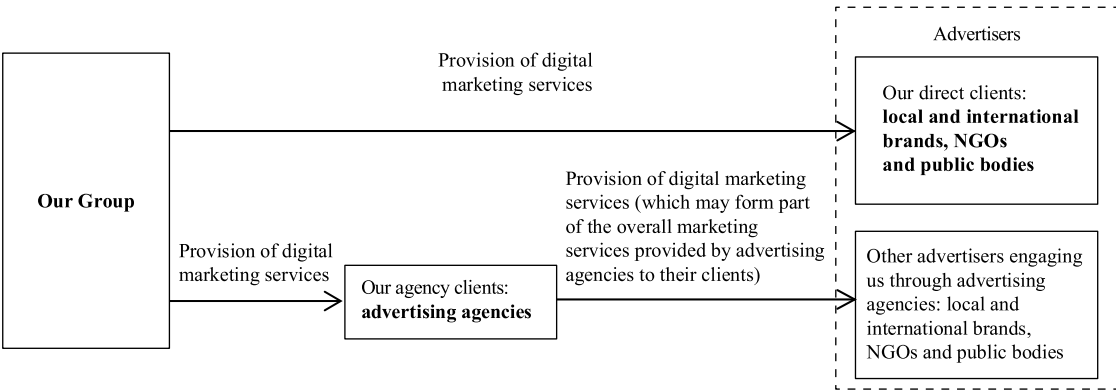 Advertisers
Provision of digital
marketing services
Our direct clients:
local and international
brands, NGOs
and public bodies
Our Group
Provision of digital
marketing services
Our agency clients:
advertising agencies
Provision of digital marketing
services (which may form part
of the overall marketing
services provided by advertising
agencies to their clients)
Other advertisers engaging
us through advertising
agencies: local and
international brands,
NGOs and public bodies